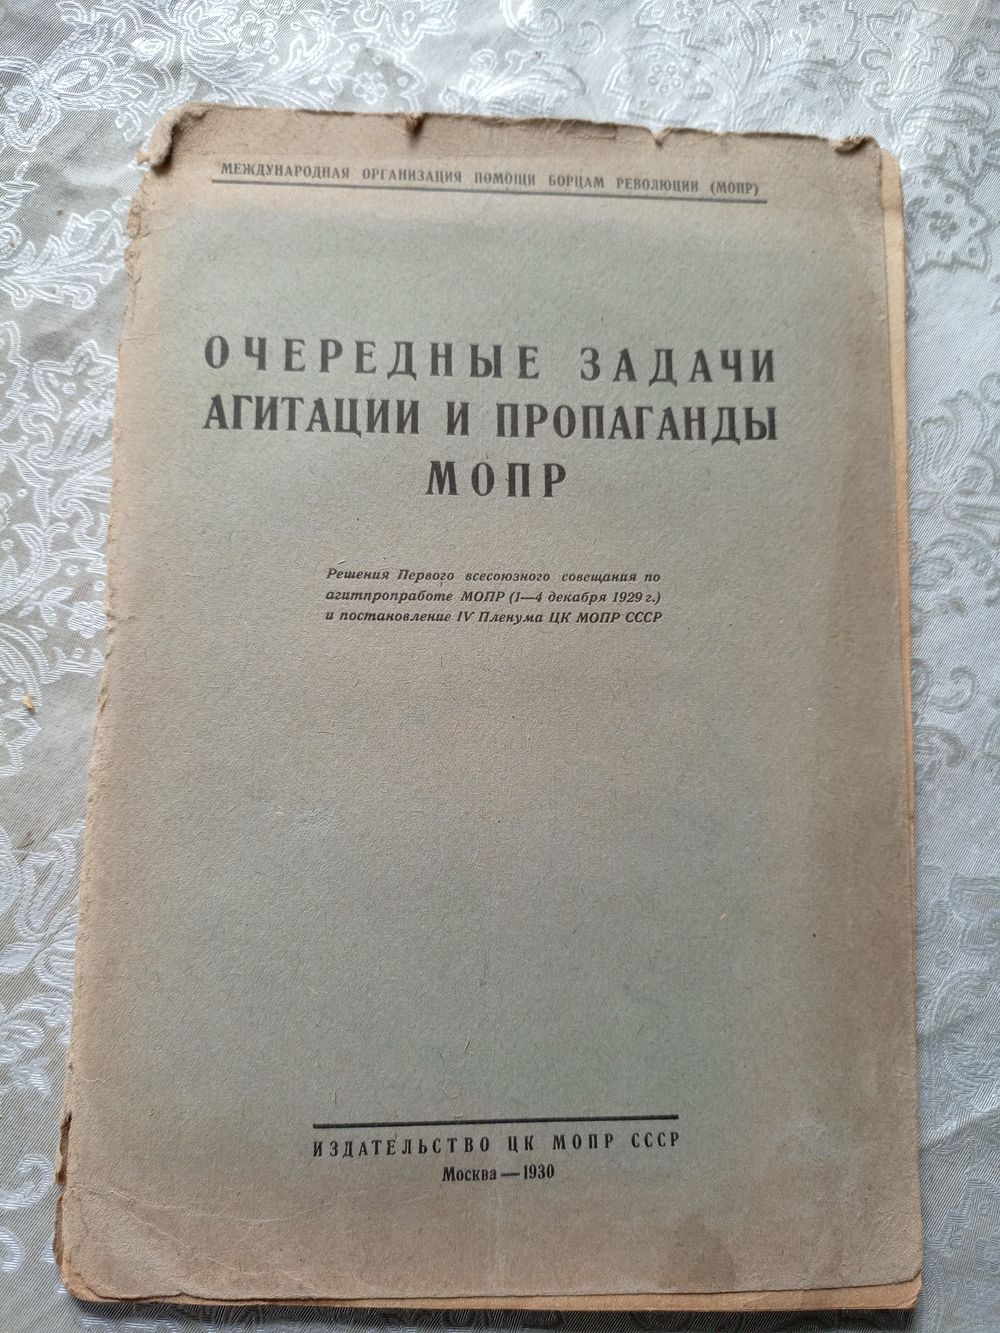 МЕЖДУНАРОДНАЯ ОРГАНИЗАЦИЯ ПОМОЩИ БОРЦАМ РЕВОЛЮЦИИ (МОПР)
ОЧЕРЕДНЫЕ ЗАДАЧИ
АГИТАЦИИ И ПРОПАГАНДЫ
МОПР
Решения Первого всесоюзного совещания по
агитпропработе МОПР (1—4 декабря 1929 г.)
и постановление IV Пленума ЦК МОПР СССР
ИЗДАТЕЛЬСТВО ЦК МОПР СССР
Москва — 1930